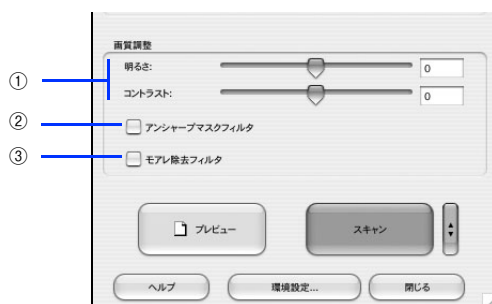 画質調整
① 明るさ: 0
コントラスト: 0
② アンシャープマスクフィルタ
③ モアレ除去フィルタ
プレビュー スキャン
ヘルプ 環境設定... 閉じる